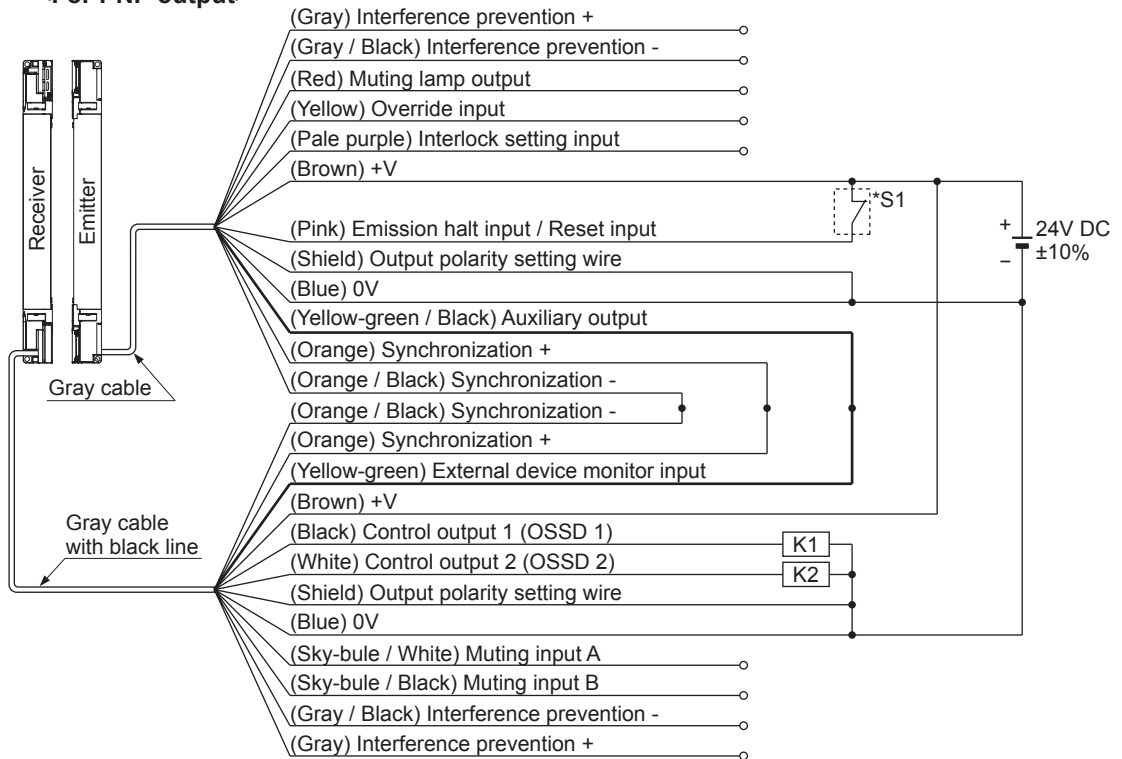 (Gray) Interference prevention +
(Gray / Black) Interference prevention -
(Red) Muting lamp output
(Yellow) Override input
(Pale purple) Interlock setting input
(Brown) +V
*S1
(Pink) Emission halt input / Reset input
+
24V DC
±10%
−
(Shield) Output polarity setting wire
(Blue) 0V
(Yellow-green / Black) Auxiliary output
(Orange) Synchronization +
(Orange / Black) Synchronization -
Receiver
Emitter
Gray cable
(Orange / Black) Synchronization -
(Orange) Synchronization +
(Yellow-green) External device monitor input
(Brown) +V
(Black) Control output 1 (OSSD 1)
K1
(White) Control output 2 (OSSD 2)
K2
Gray cable
with black line
(Shield) Output polarity setting wire
(Blue) 0V
(Sky-bule / White) Muting input A
(Sky-bule / Black) Muting input B
(Gray / Black) Interference prevention -
(Gray) Interference prevention +